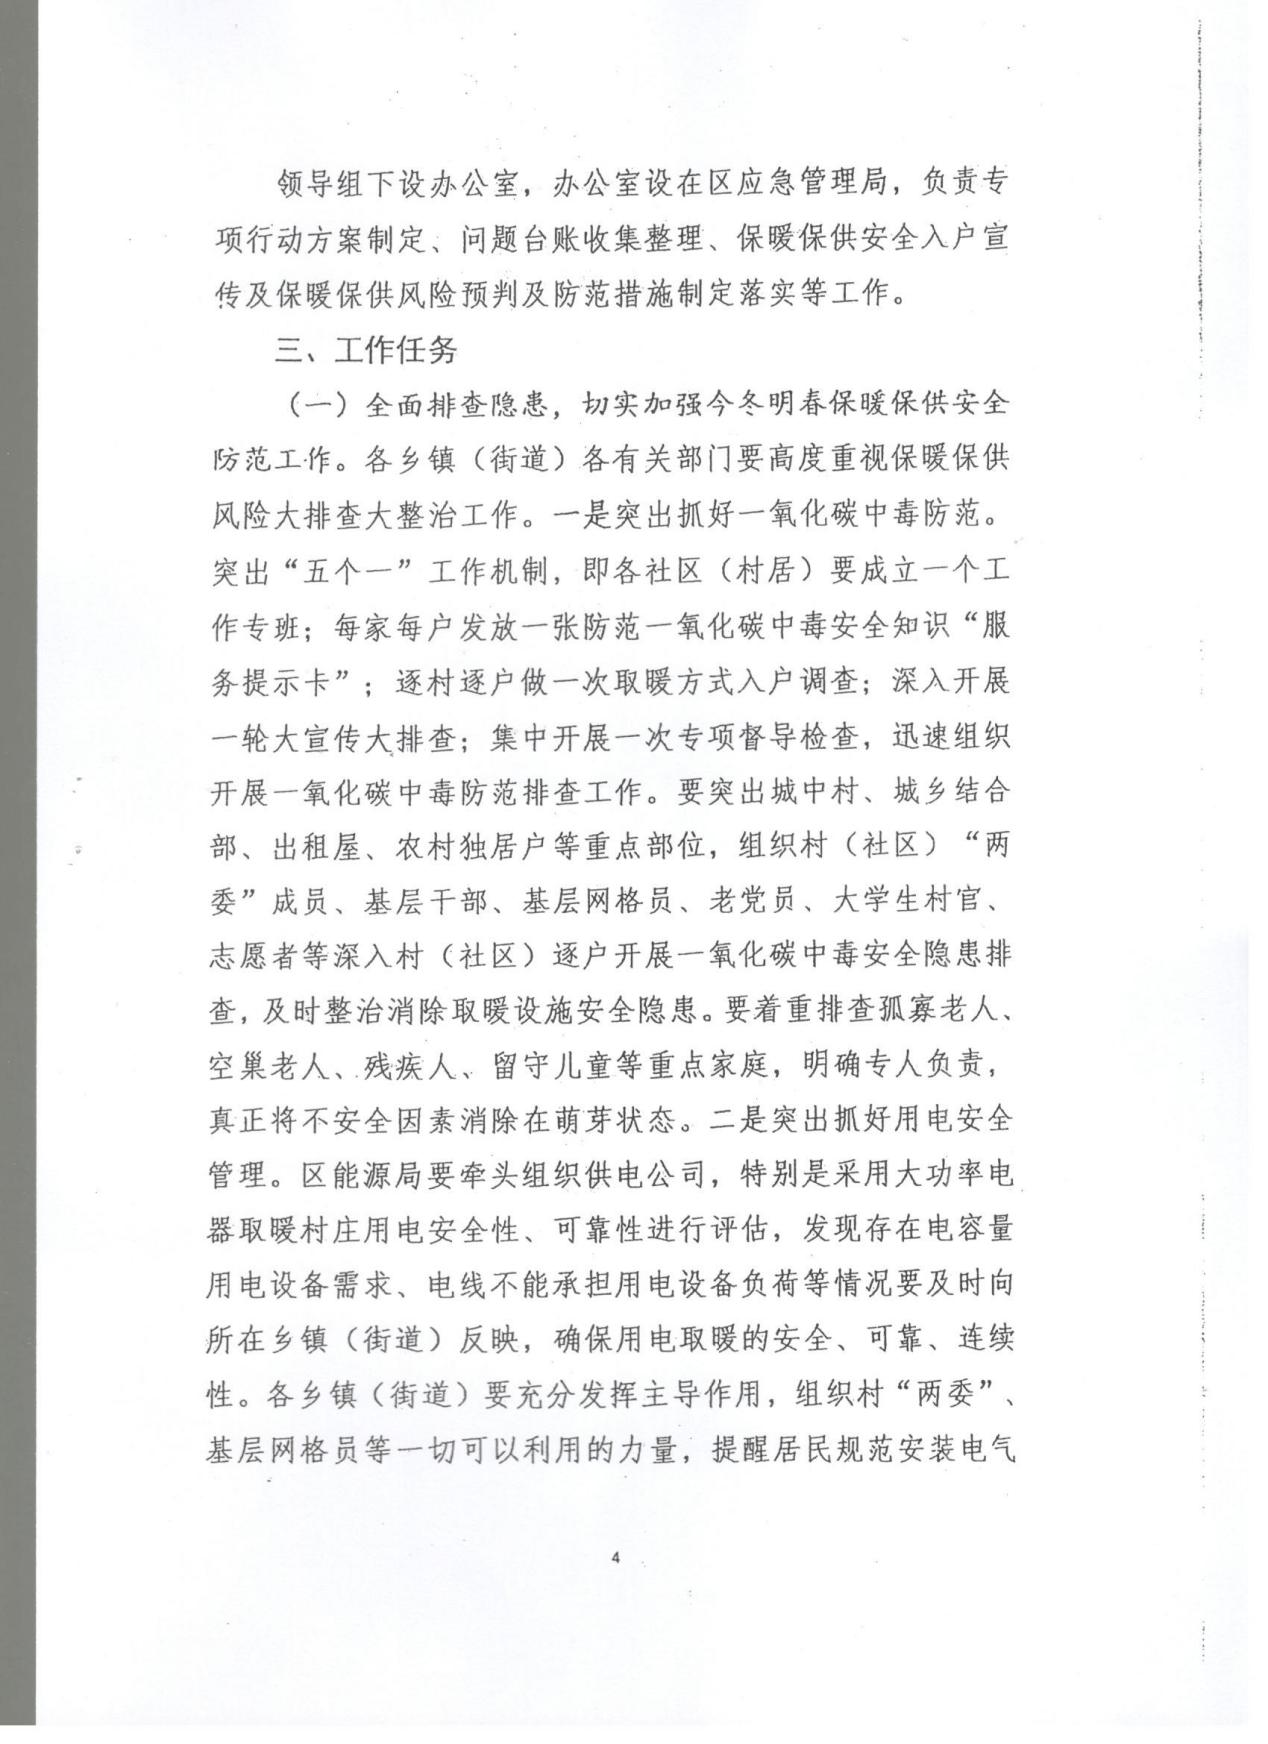 领导组下设办公室，办公室设在区应急管理局，负责专
项行动方案制定、问题台账收集整理、保暖保供安全入户宣
传及保暖保供风险预判及防范措施制定落实等工作。
三、工作任务
（一）全面排查隐患，切实加强今冬明春保暖保供安全
防范工作。各乡镇（街道）各有关部门要高度重视保暖保供
风险大排查大整治工作。一是突出抓好一氧化碳中毒防范。
突出“五个一”工作机制，即各社区（村居）要成立一个工
作专班；每家每户发放一张防范一氧化碳中毒安全知识“服
务提示卡”；逐村逐户做一次取暖方式入户调查；深入开展
一轮大宣传大排查；集中开展一次专项督导检查，迅速组织
开展一氧化碳中毒防范排查工作。要突出城中村、城乡结合
部、出租屋、农村独居户等重点部位，组织村（社区）“两
委”成员、基层干部、基层网格员、老党员、大学生村官、
志愿者等深入村（社区）逐户开展一氧化碳中毒安全隐患排
查，及时整治消除取暖设施安全隐患。要着重排查孤寡老人、
空巢老人、残疾人、留守儿童等重点家庭，明确专人负责，
真正将不安全因素消除在萌芽状态。二是突出抓好用电安全
管理。区能源局要牵头组织供电公司，特别是采用大功率电
器取暖村庄用电安全性、可靠性进行评估，发现存在电容量
用电设备需求、电线不能承担用电设备负荷等情况要及时向
所在乡镇（街道）反映，确保用电取暖的安全、可靠、连续
性。各乡镇（街道）要充分发挥主导作用，组织村“两委”、
基层网格员等一切可以利用的力量，提醒居民规范安装电气
4